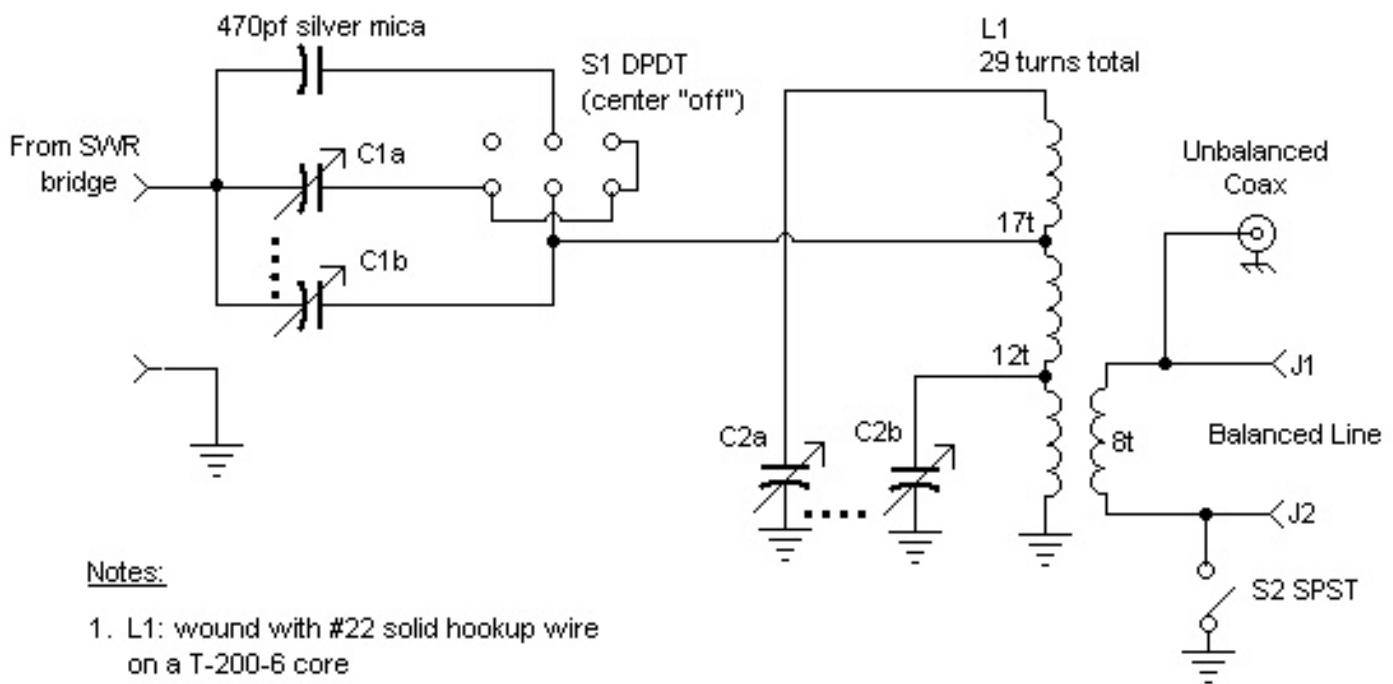 470pf silver mica
S1 DPDT
(center "off")
L1
29 turns total
From SWR
bridge
C1a
C1b
Unbalanced
Coax
17t
12t
C2a
C2b
8t
J1
Balanced Line
J2
S2 SPST
Notes:
1. L1: wound with #22 solid hookup wire
on a T-200-6 core